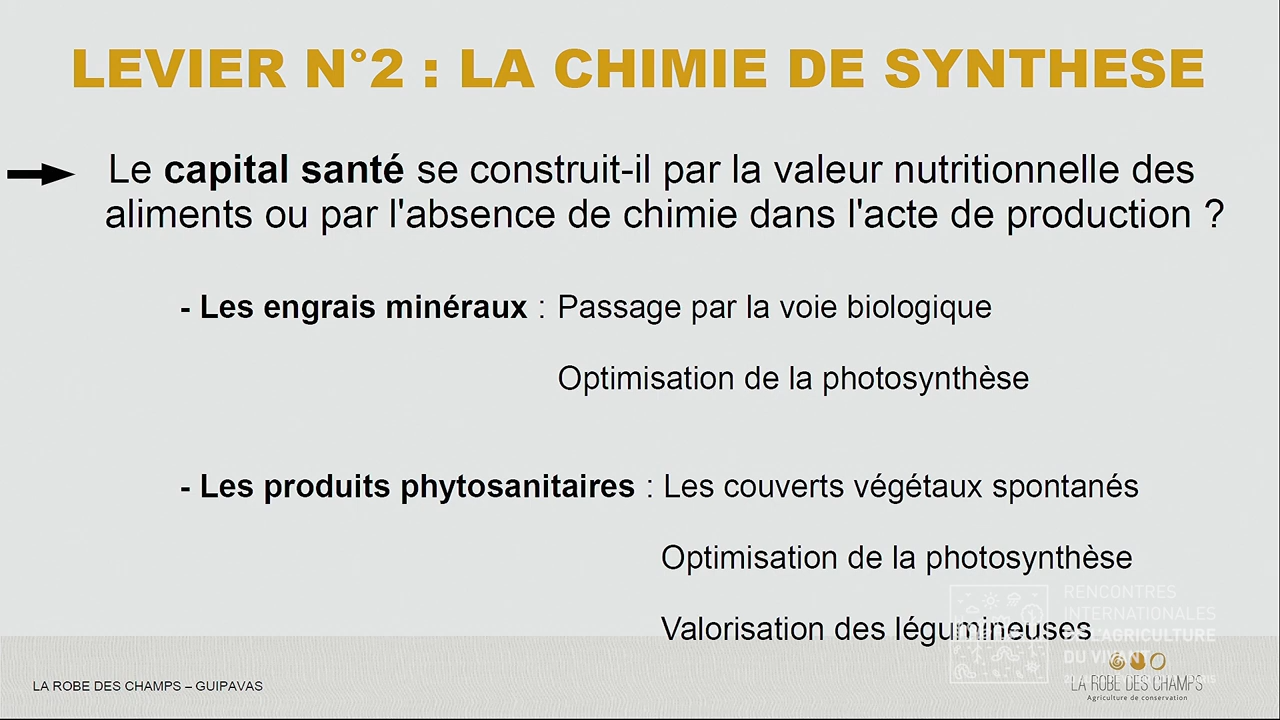 LEVIER N°2 : LA CHIMIE DE SYNTHESE
Le capital santé se construit-il par la valeur nutritionnelle des
aliments ou par l'absence de chimie dans l'acte de production ?
- Les engrais minéraux : Passage par la voie biologique
Optimisation de la photosynthèse
- Les produits phytosanitaires : Les couverts végétaux spontanés
Optimisation de la photosynthèse
Valorisation des légumineuses
RENCONTRES
INTERNATIONALES
DE L'AGRICULTURE
DU VIVANT
LA ROBE DES CHAMPS – GUIPAVAS
LA ROBE DES CHAMPS
Agriculture de conservation